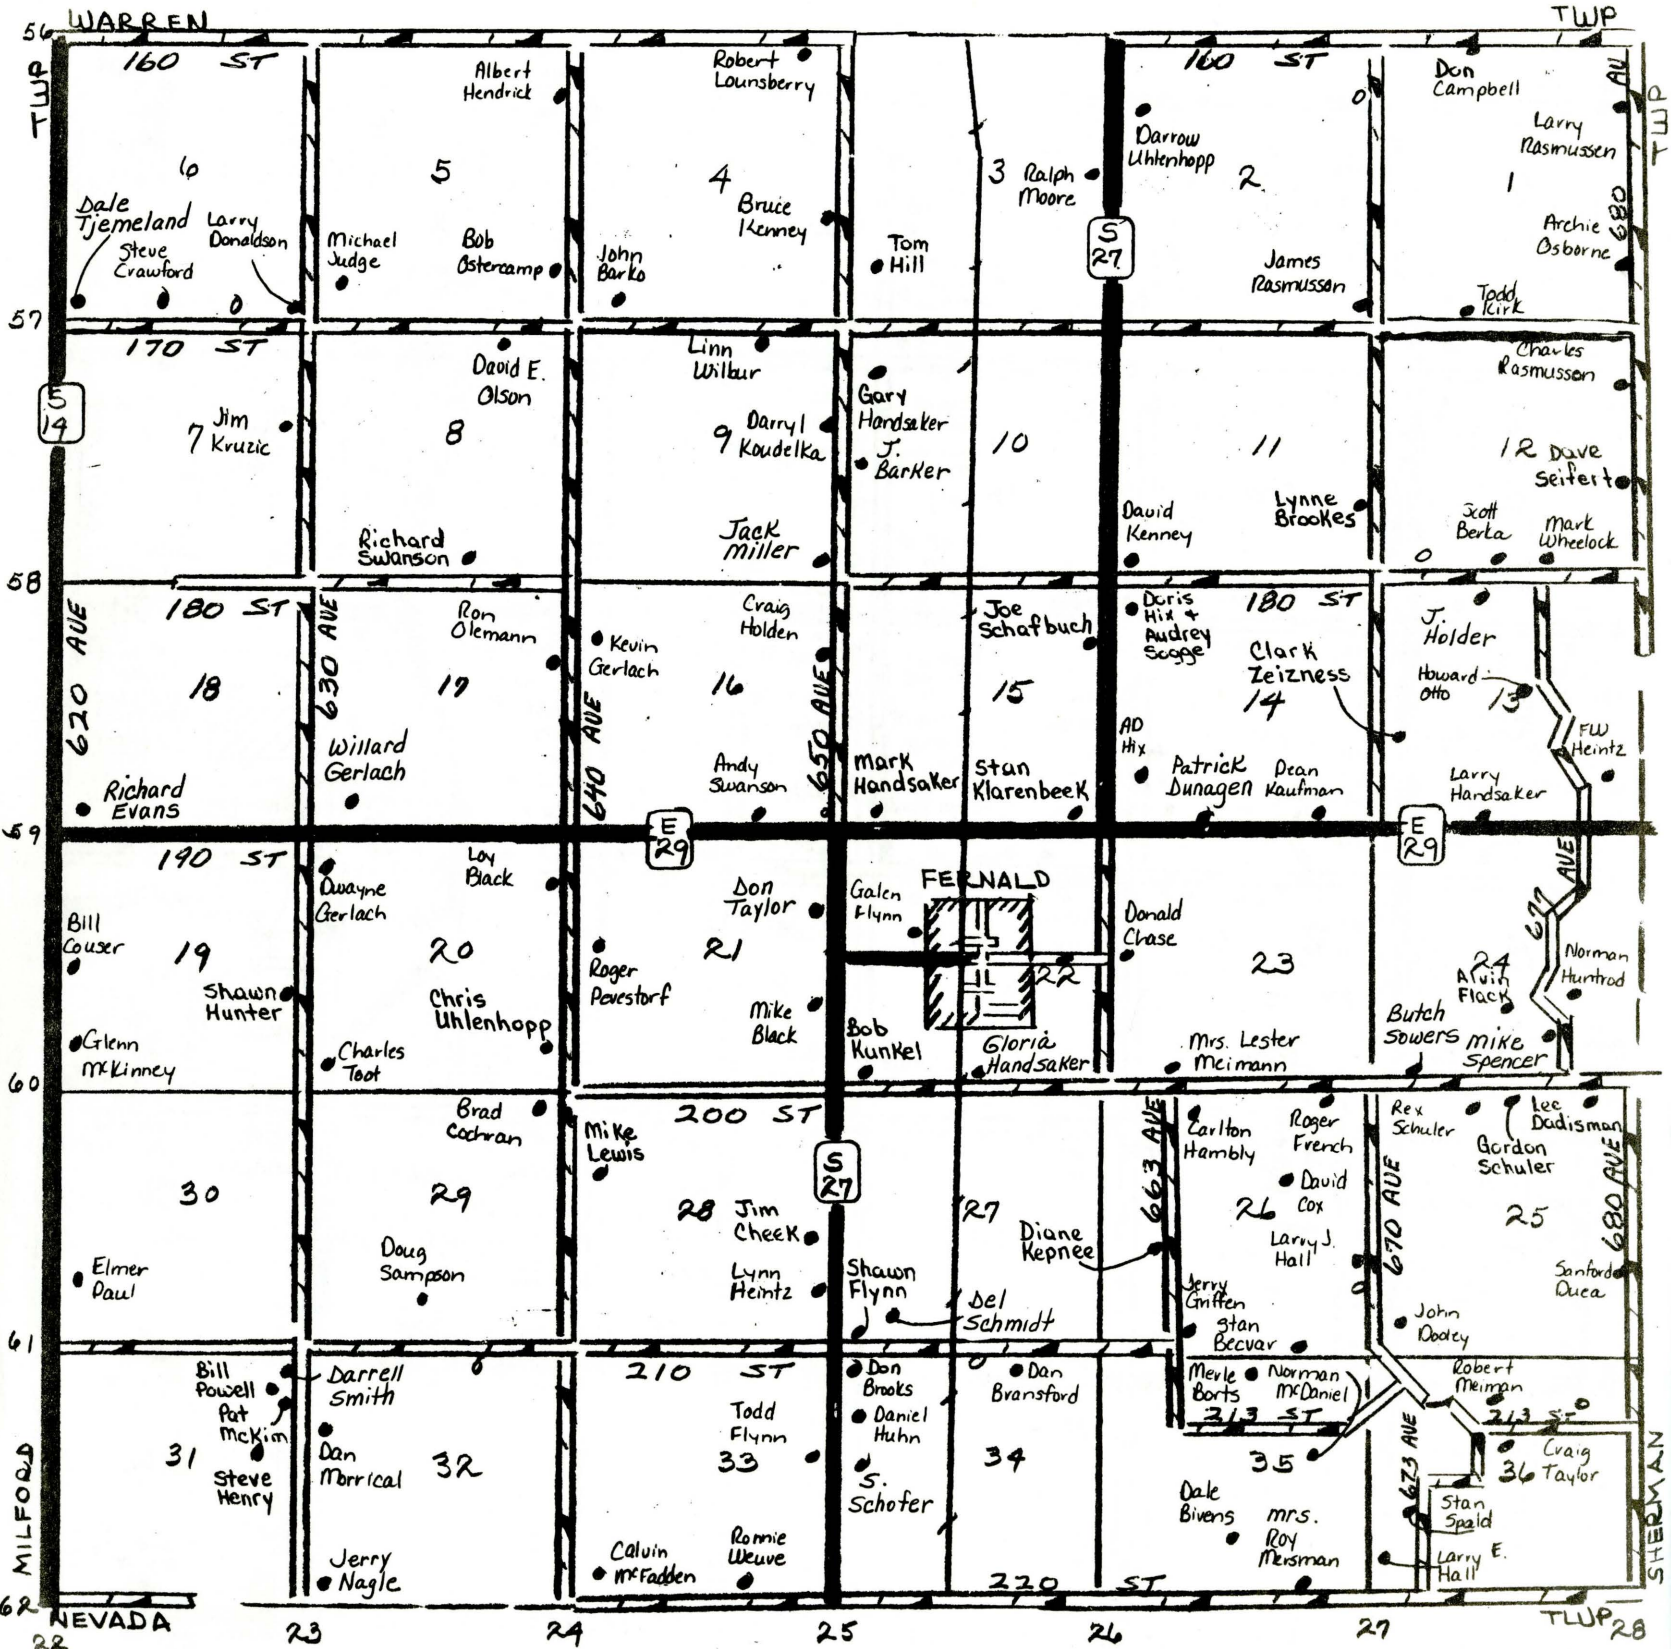 56
WARREN
TWP
TWP
160 ST
160 ST
AV
TWP
Albert
Hendrick
Robert
Lounsberry
Darrow
Uhlenhopp
Don
Campbell
Larry
Rasmussen
6
5
4
3
Ralph
Moore
2
1
680
Dale
Tjemeland
Steve
Crawford
Larry
Donaldson
Michael
Judge
Bob
Ostercamp
John
Barko
Bruce
Kenney
Tom
Hill
S
27
James
Rasmusson
Archie
Osborne
Todd
Kirk
57
170 ST
David E.
Olson
Linn
Wilbur
Gary
Handsaker
J.
Barker
Charles
Rasmusson
S
14
7
Jim
Kruzic
8
9
Darryl
Koudelka
10
11
12
Dave
Seifert
Richard
Swanson
Jack
Miller
David
Kenney
Lynne
Brookes
Scott
Berka
Mark
Wheelock
58
180 ST
180 ST
620 AVE
630 AVE
640 AVE
650 AVE
Ron
Olemann
Kevin
Gerlach
Craig
Holden
Joe
Schafbuch
Doris
Hix +
Audrey
Scoge
Clark
Zeizness
J.
Holder
Howard
Otto
18
17
16
15
14
13
FW
Heintz
Willard
Gerlach
Richard
Evans
Andy
Swanson
Mark
Handsaker
Stan
Klarenbeek
AD
Hix
Patrick
Dunagen
Dean
Kaufman
Larry
Handsaker
59
E
29
E
29
190 ST
Dwayne
Gerlach
Loy
Black
Don
Taylor
Galen
Flynn
FERNALD
Donald
Chase
677 AVE
Bill
Couser
19
20
Roger
Pevestorf
21
22
23
24
Alvin
Flack
Norman
Huntrod
Shawn
Hunter
Chris
Uhlenhopp
Mike
Black
Bob
Kunkel
Gloria
Handsaker
Mrs. Lester
Meimann
Butch
Sowers
Mike
Spencer
Glenn
McKinney
Charles
Toot
60
200 ST
Brad
Cochran
Mike
Lewis
663 AVE
Carlton
Hambly
Roger
French
Rex
Schuler
Gordon
Schuler
Lee
Dadisman
680 AVE
670 AVE
30
29
28
S
27
27
26
25
David
Cox
Jim
Cheek
Diane
Kepnee
Larry J.
Hall
Elmer
Paul
Doug
Sampson
Lynn
Heintz
Shawn
Flynn
Del
Schmidt
Jerry
Griffen
Stan
Becvar
John
Dooley
Sanford
Duea
61
210 ST
Bill
Powell
Darrell
Smith
Pat
McKim
Don
Brooks
Dan
Bransford
Merle
Borts
Norman
McDaniel
Robert
Meiman
213 ST
213 ST
Steve
Henry
Dan
Morrical
Todd
Flynn
Daniel
Huhn
S.
Schofer
673 AVE
Craig
Taylor
31
32
33
34
35
36
Stan
Spald
Dale
Bivens
Mrs.
Roy
Mersman
Larry E.
Hall
MILFORD
SHERMAN
Jerry
Nagle
Calvin
McFadden
Ronnie
Weuve
220 ST
62
NEVADA
TWP
22
23
24
25
26
27
28